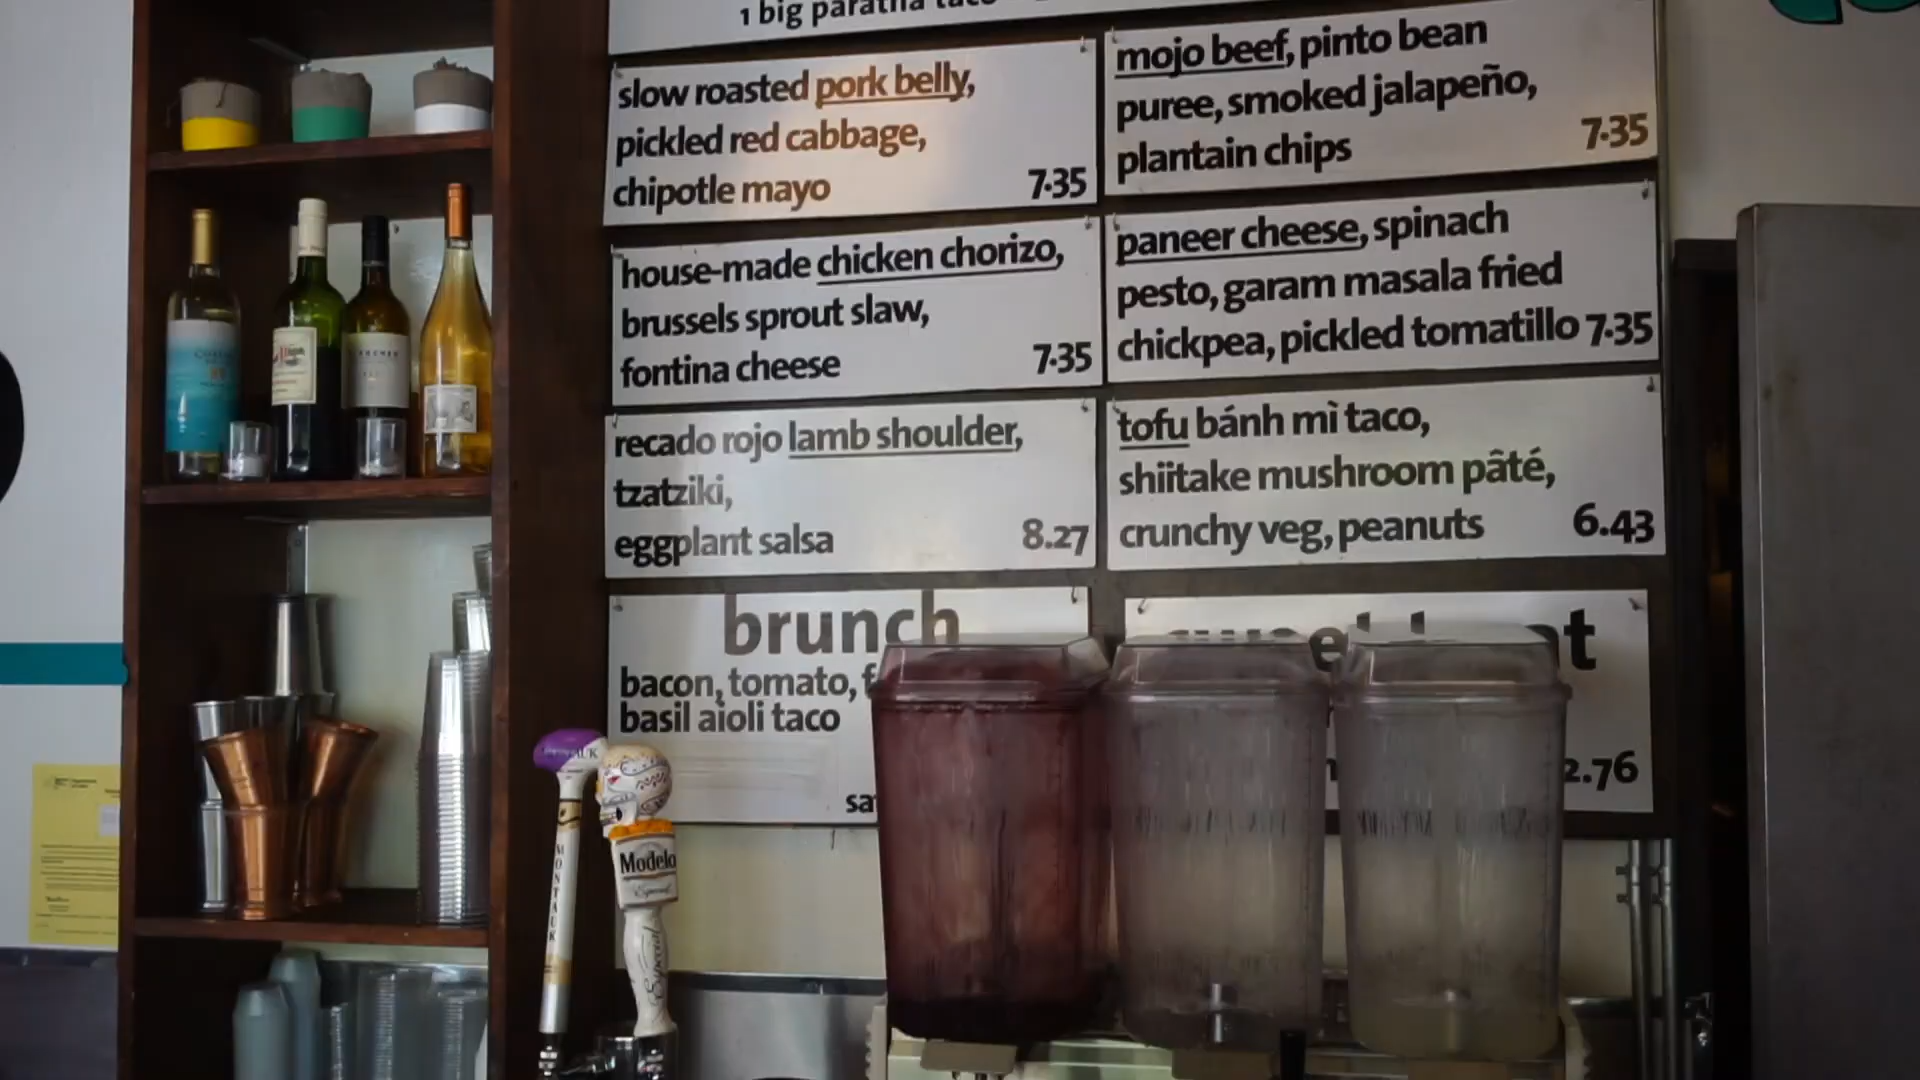 1 big paratha taco
slow roasted pork belly,
pickled red cabbage,
chipotle mayo 7.35
mojo beef, pinto bean
puree, smoked jalapeño,
plantain chips 7.35
house-made chicken chorizo,
brussels sprout slaw,
fontina cheese 7.35
paneer cheese, spinach
pesto, garam masala fried
chickpea, pickled tomatillo 7.35
recado rojo lamb shoulder,
tzatziki,
eggplant salsa 8.27
tofu bánh mì taco,
shiitake mushroom pâté,
crunchy veg, peanuts 6.43
brunch
bacon, tomato,
basil aioli taco
2.76
MONTAUK
Modelo
Especial
Especial